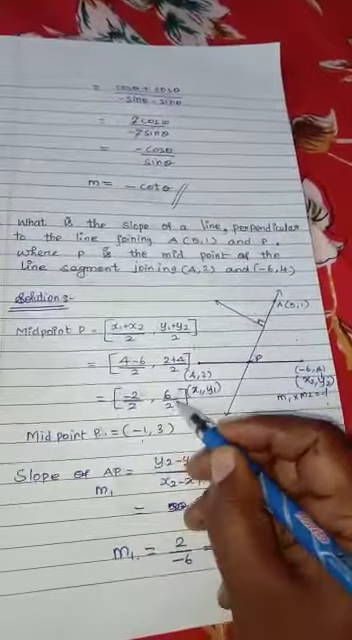 = cosθ + cosθ / -sinθ - sinθ
= 2cosθ / -2sinθ
= -cosθ / sinθ
m = -cotθ //
What is the slope of a line, perpendicular
to the line joining A(0,1) and P,
where P is the mid point of the
line segment joining (4,2) and (-6,4)
Solution:-
A(0,1)
Midpoint P = [x₁+x₂ / 2 , y₁+y₂ / 2]
P
= [4-6 / 2 , 2+4 / 2]
(4,2)
(x₁,y₁)
(-6,4)
(x₂,y₂)
m₁ x m₂ = -1
= [-2 / 2 , 6 / 2]
Mid point P = (-1, 3)
Slope of AP = y₂-y / x₂-x
m₁
=
m₁ = 2 / -6 =